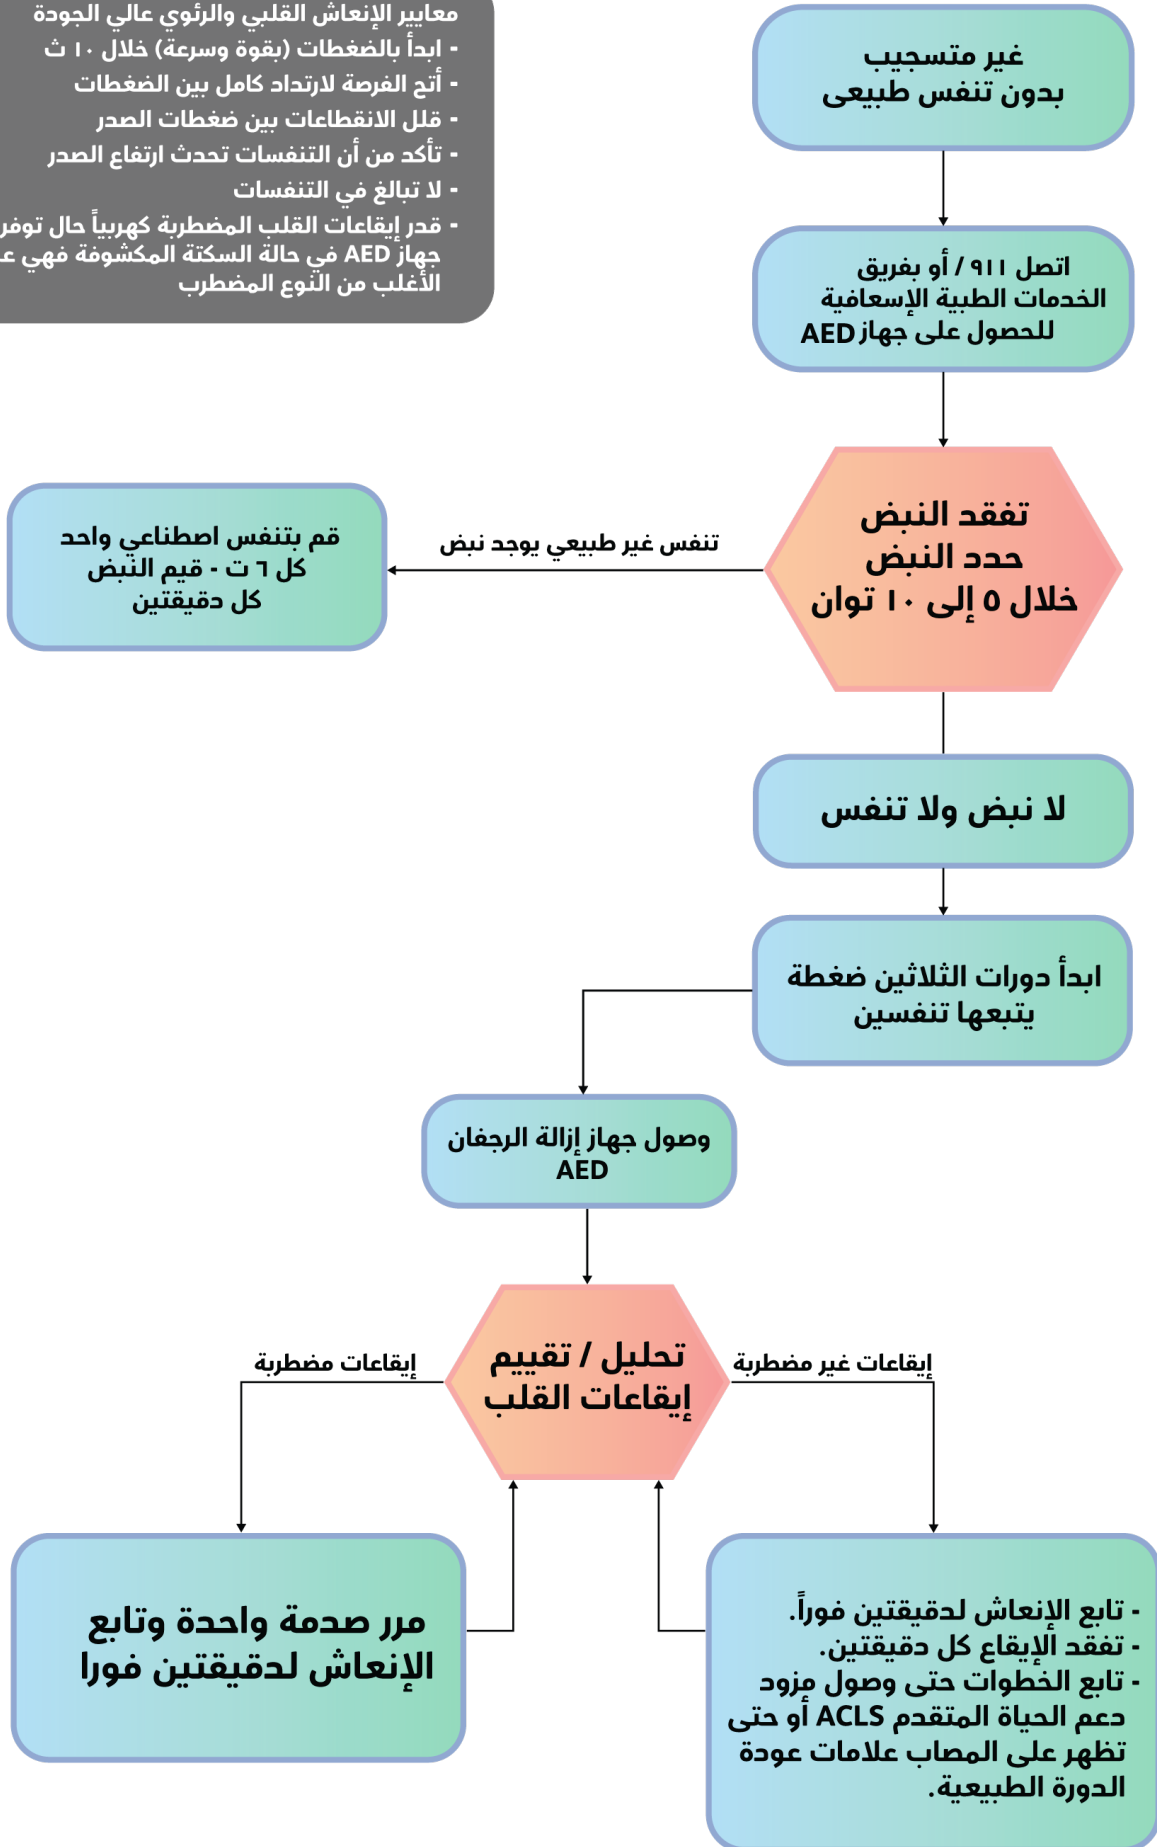 معايير الإنعاش القلبي والرئوي عالي الجودة
- ابدأ بالضغطات (بقوة وسرعة) خلال ١٠ ث
- أتح الفرصة لارتداد كامل بين الضغطات
- قلل الانقطاعات بين ضغطات الصدر
- تأكد من أن التنفسات تحدث ارتفاع الصدر
- لا تبالغ في التنفسات
- قدر إيقاعات القلب المضطربة كهربياً حال توفر
جهاز AED في حالة السكتة المكشوفة فهي
الأغلب من النوع المضطرب
غير متسجيب
بدون تنفس طبيعى
اتصل ٩١١ / أو بفريق
الخدمات الطبية الإسعافية
للحصول على جهاز AED
تفقد النبض
حدد النبض
خلال ٥ إلى ١٠ توان
تنفس غير طبيعي يوجد نبض
قم بتنفس اصطناعي واحد
كل ٦ ت - قيم النبض
كل دقيقتين
لا نبض ولا تنفس
ابدأ دورات الثلاثين ضغطة
يتبعها تنفسين
وصول جهاز إزالة الرجفان
AED
تحليل / تقييم
إيقاعات القلب
إيقاعات غير مضطربة
إيقاعات مضطربة
- تابع الإنعاش لدقيقتين فوراً.
- تفقد الإيقاع كل دقيقتين.
- تابع الخطوات حتى وصول مزود
دعم الحياة المتقدم ACLS أو حتى
تظهر على المصاب علامات عودة
الدورة الطبيعية.
مرر صدمة واحدة وتابع
الإنعاش لدقيقتين فورا